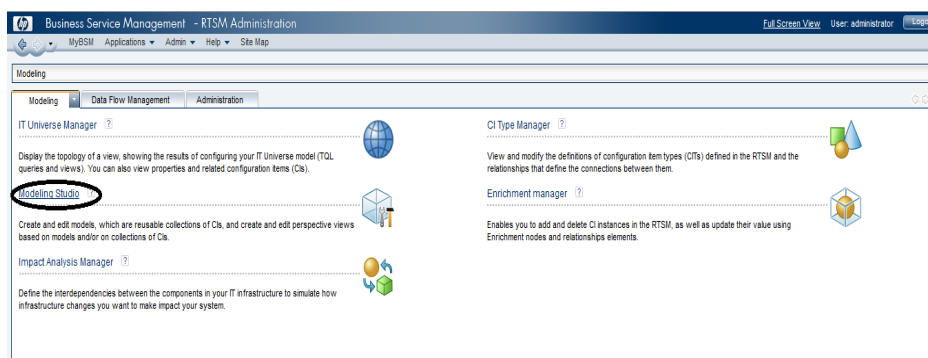 hp Business Service Management - RTSM Administration
Full Screen View User: administrator Logo
MyBSM Applications Admin Help Site Map
Modeling
Modeling Data Flow Management Administration
IT Universe Manager ?
Display the topology of a view, showing the results of configuring your IT Universe model (TQL
queries and views). You can also view properties and related configuration items (CIs).
Modeling Studio ?
Create and edit models, which are reusable collections of CIs, and create and edit perspective views
based on models and/or on collections of CIs.
Impact Analysis Manager ?
Define the interdependencies between the components in your IT infrastructure to simulate how
infrastructure changes you want to make impact your system.
CI Type Manager ?
View and modify the definitions of configuration item types (CITs) defined in the RTSM and the
relationships that define the connections between them.
Enrichment manager ?
Enables you to add and delete CI instances in the RTSM, as well as update their value using
Enrichment nodes and relationships elements.